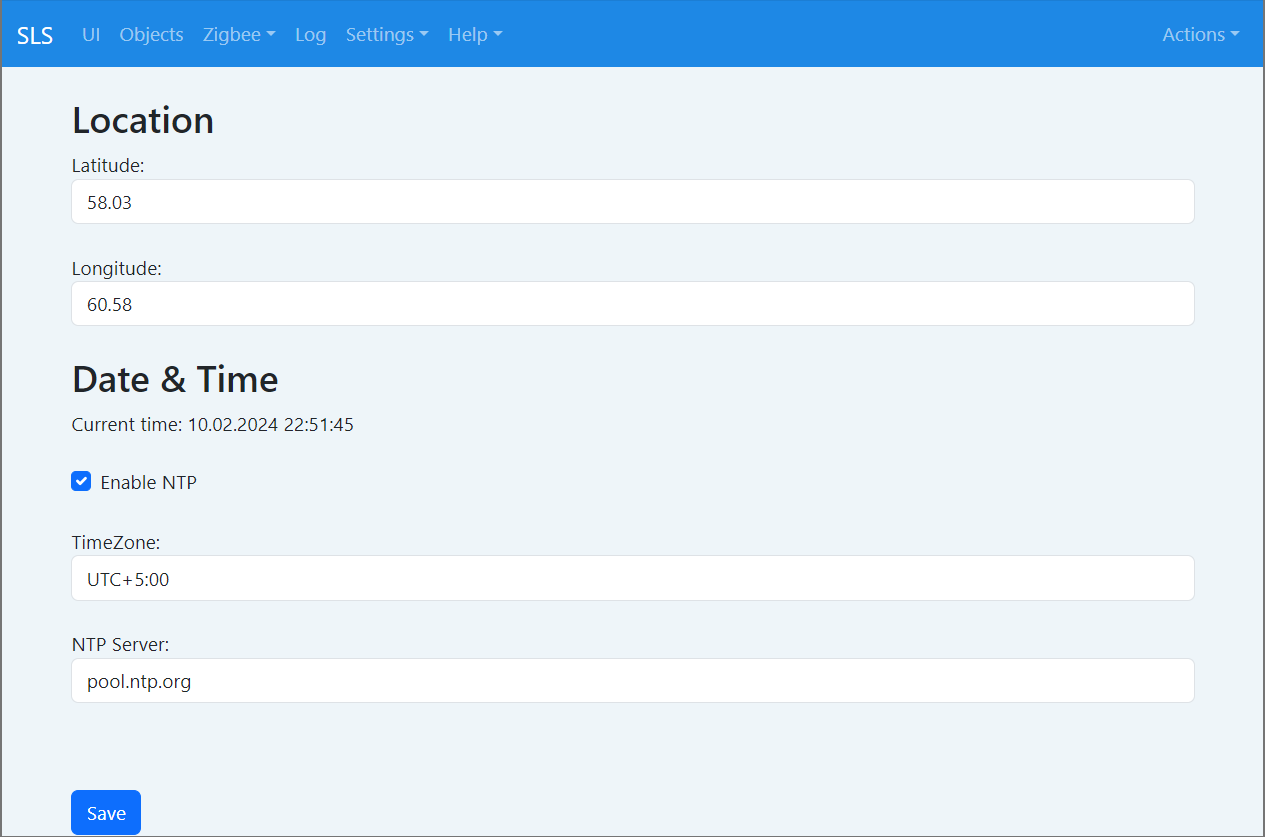 SLS UI Objects Zigbee Log Settings Help Actions
Location
Latitude:
58.03
Longitude:
60.58
Date & Time
Current time: 10.02.2024 22:51:45
Enable NTP
TimeZone:
UTC+5:00
NTP Server:
pool.ntp.org
Save